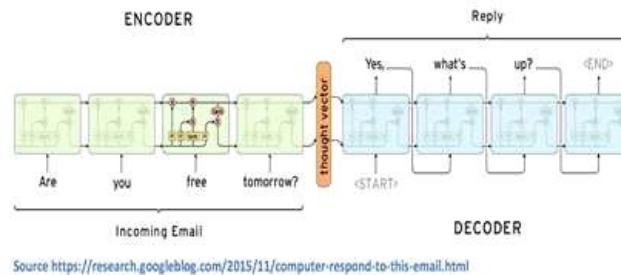 ENCODER
Reply
Yes, what's up? <END>
thought vector
Are you free tomorrow? <START>
Incoming Email
DECODER
Source https://research.googleblog.com/2015/11/computer-respond-to-this-email.html